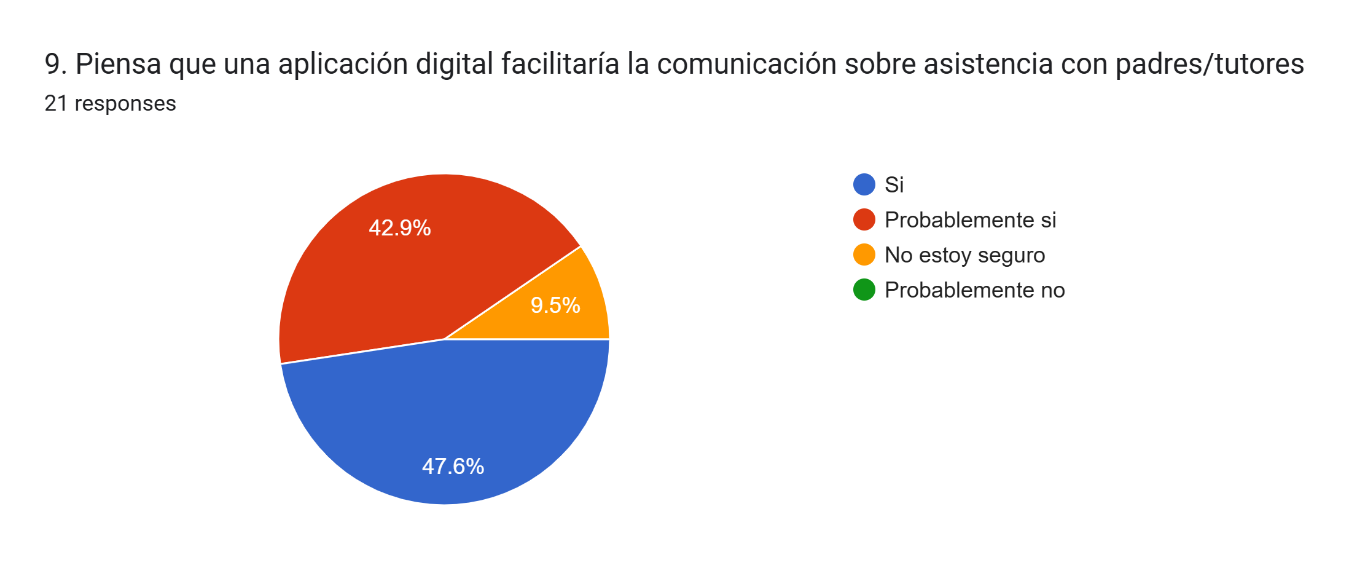 9. Piensa que una aplicación digital facilitaría la comunicación sobre asistencia con padres/tutores
21 responses
42.9%
9.5%
47.6%
Si
Probablemente si
No estoy seguro
Probablemente no